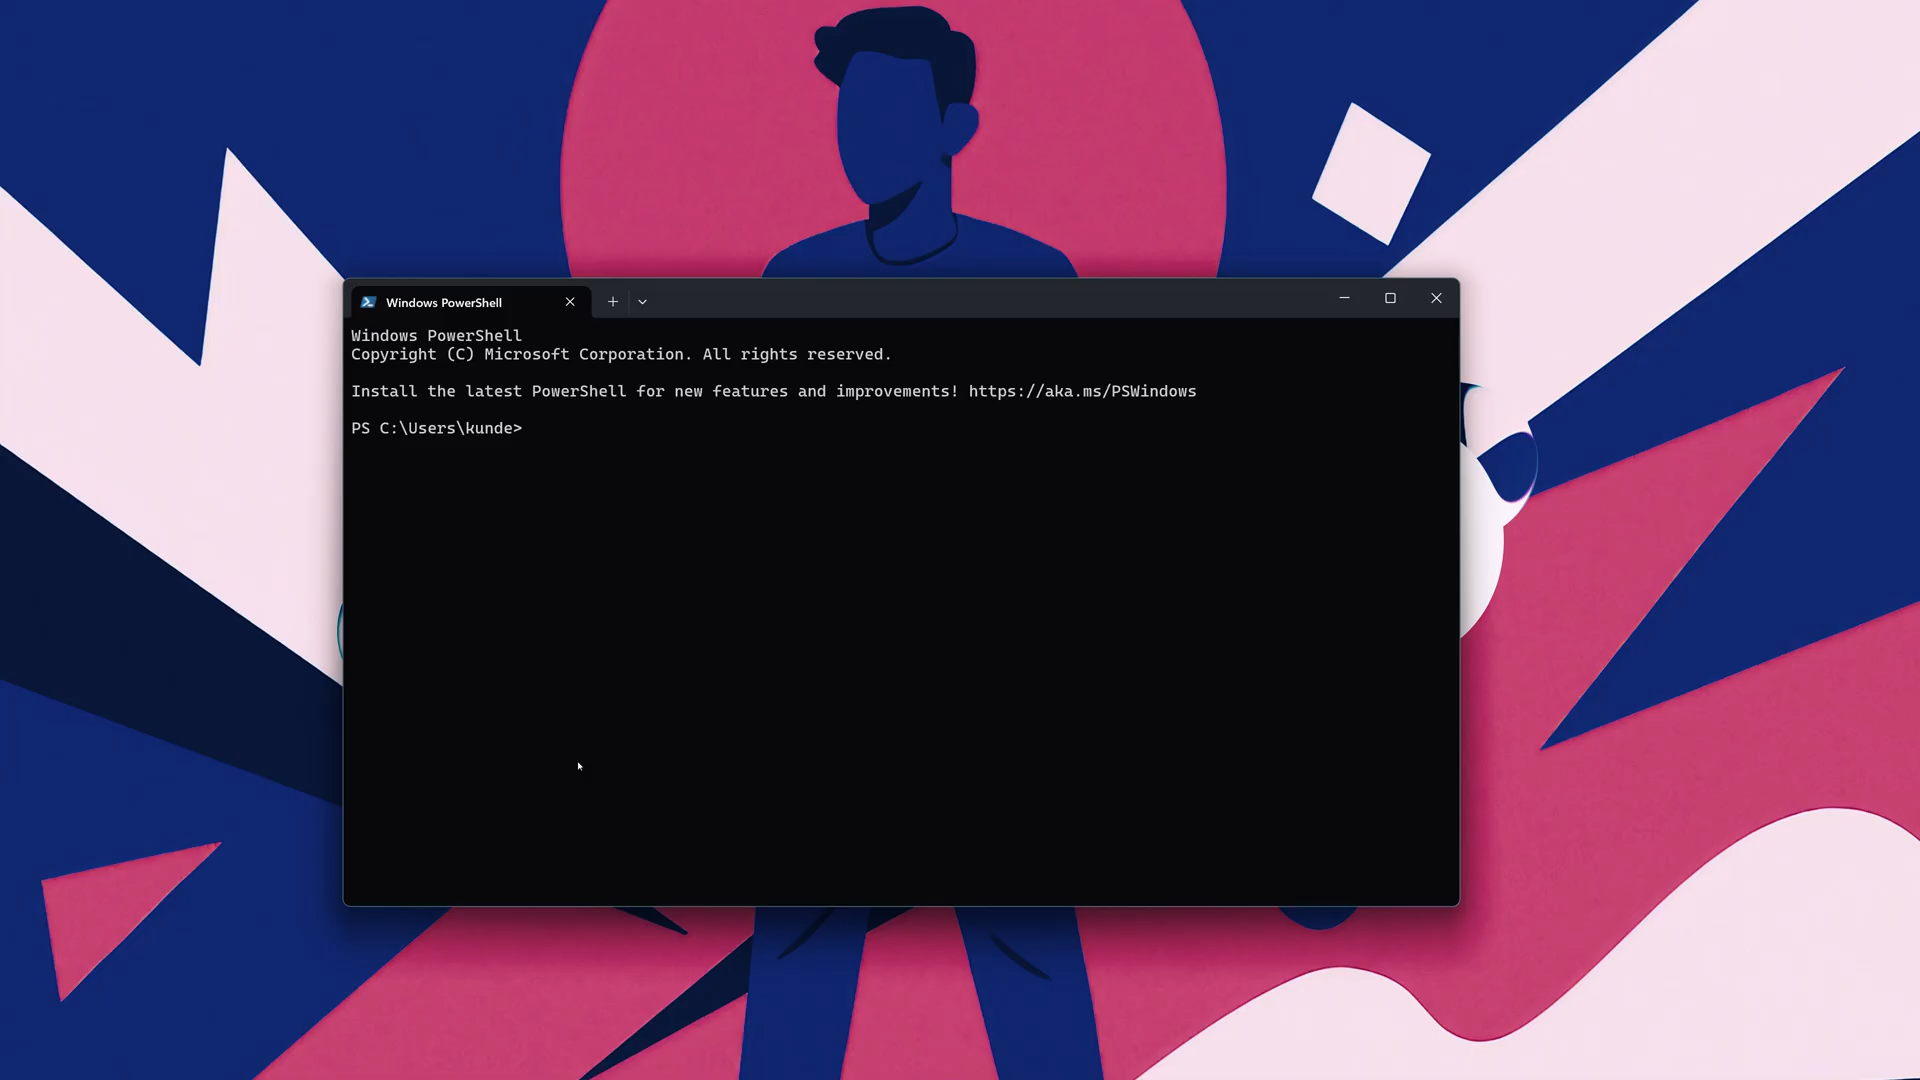 Windows PowerShell
Windows PowerShell
Copyright (C) Microsoft Corporation. All rights reserved.
Install the latest PowerShell for new features and improvements! https://aka.ms/PSWindows
PS C:\Users\kunde>